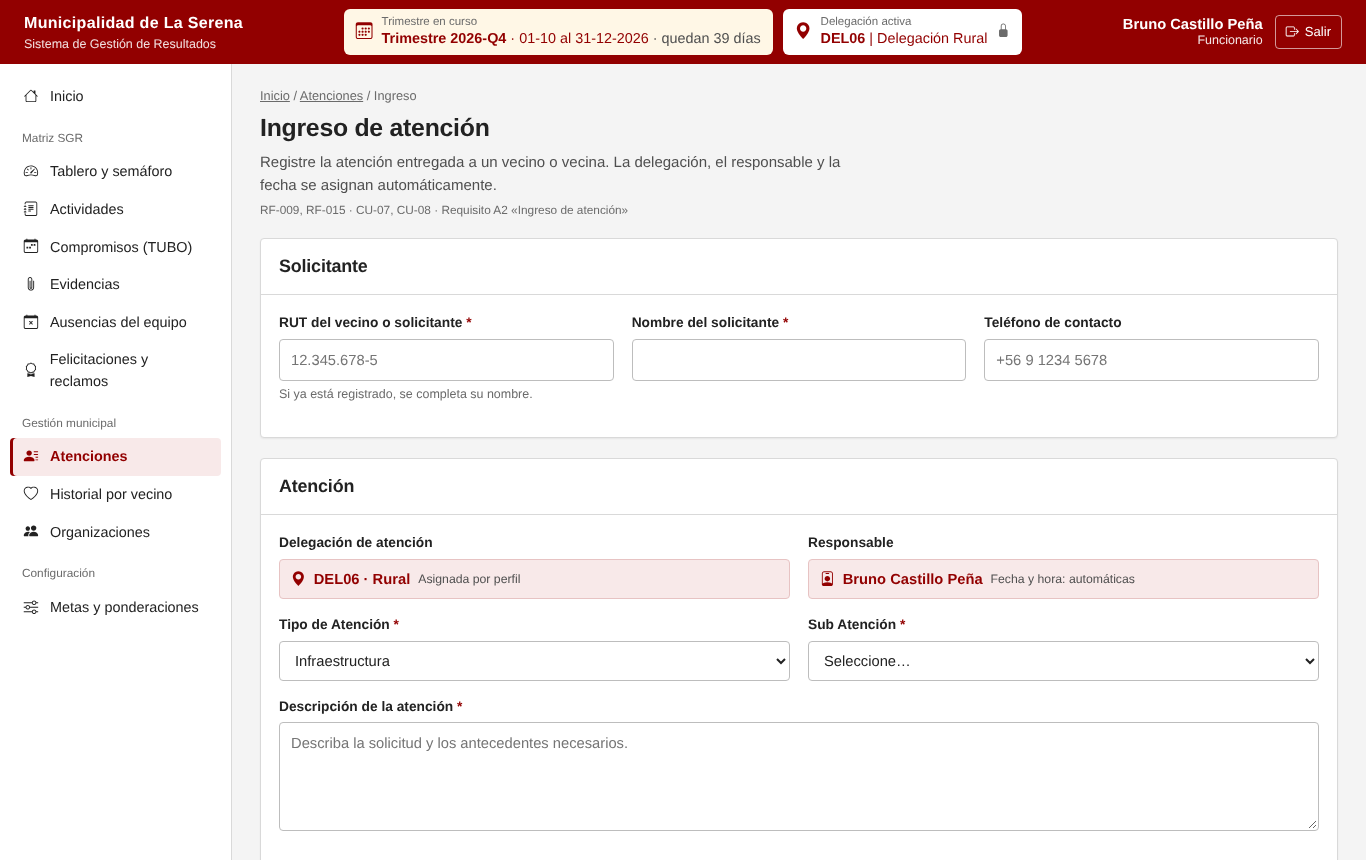 Municipalidad de La Serena
Sistema de Gestión de Resultados
Trimestre en curso
Trimestre 2026-Q4 · 01-10 al 31-12-2026 · quedan 39 días
Delegación activa
DEL06 | Delegación Rural
Bruno Castillo Peña
Funcionario
Salir
Inicio
Matriz SGR
Tablero y semáforo
Actividades
Compromisos (TUBO)
Evidencias
Ausencias del equipo
Felicitaciones y
reclamos
Gestión municipal
Atenciones
Historial por vecino
Organizaciones
Configuración
Metas y ponderaciones
Inicio / Atenciones / Ingreso
Ingreso de atención
Registre la atención entregada a un vecino o vecina. La delegación, el responsable y la
fecha se asignan automáticamente.
RF-009, RF-015 · CU-07, CU-08 · Requisito A2 «Ingreso de atención»
Solicitante
RUT del vecino o solicitante *
Nombre del solicitante *
Teléfono de contacto
12.345.678-5
+56 9 1234 5678
Si ya está registrado, se completa su nombre.
Atención
Delegación de atención
Responsable
DEL06 · Rural Asignada por perfil
Bruno Castillo Peña Fecha y hora: automáticas
Tipo de Atención *
Sub Atención *
Infraestructura
Seleccione…
Descripción de la atención *
Describa la solicitud y los antecedentes necesarios.